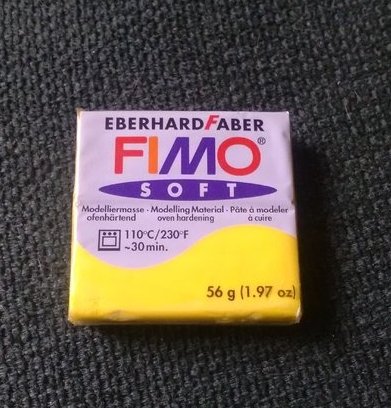 EBERHARDFABER
FIMO®
SOFT
Modelliermasse - Modelling Material - Pâte à modeler
ofenhärtend oven hardening à cuire
110°C/230°F
~30 min.
56 g (1.97 oz)